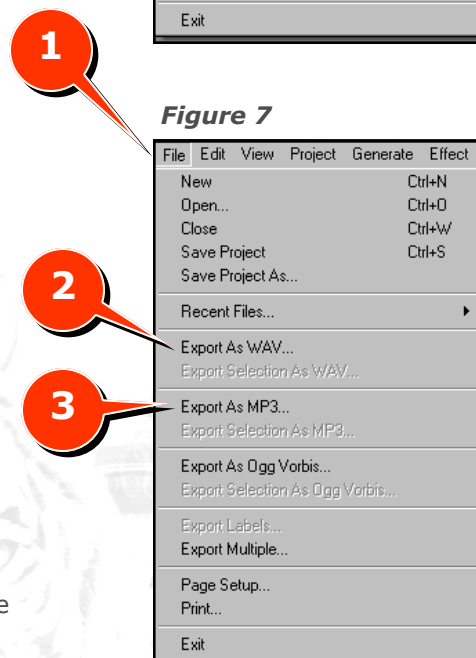 Exit
1
Figure 7
File Edit View Project Generate Effect
New Ctrl+N
Open... Ctrl+O
Close Ctrl+W
Save Project Ctrl+S
Save Project As...
2
Recent Files...
Export As WAV...
Export Selection As WAV...
3
Export As MP3...
Export Selection As MP3...
Export As Ogg Vorbis...
Export Selection As Ogg Vorbis...
Export Labels...
Export Multiple...
Page Setup...
e
Print...
Exit